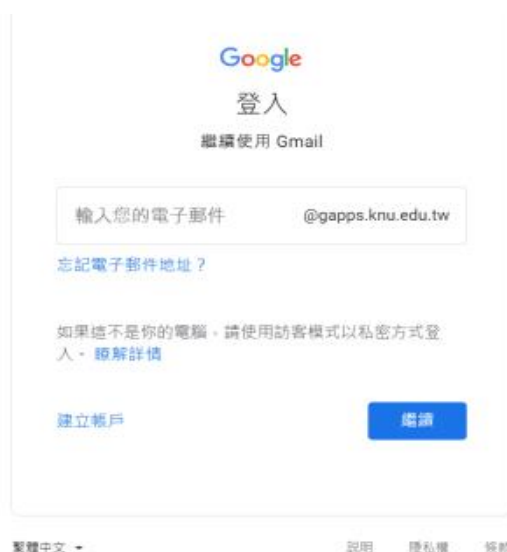 Google
登入
繼續使用 Gmail
輸入您的電子郵件 @gapps.knu.edu.tw
忘記電子郵件地址？
如果這不是你的電腦，請使用訪客模式以私密方式登
入。 瞭解詳情
建立帳戶 繼續
繁體中文 說明 隱私權 條款